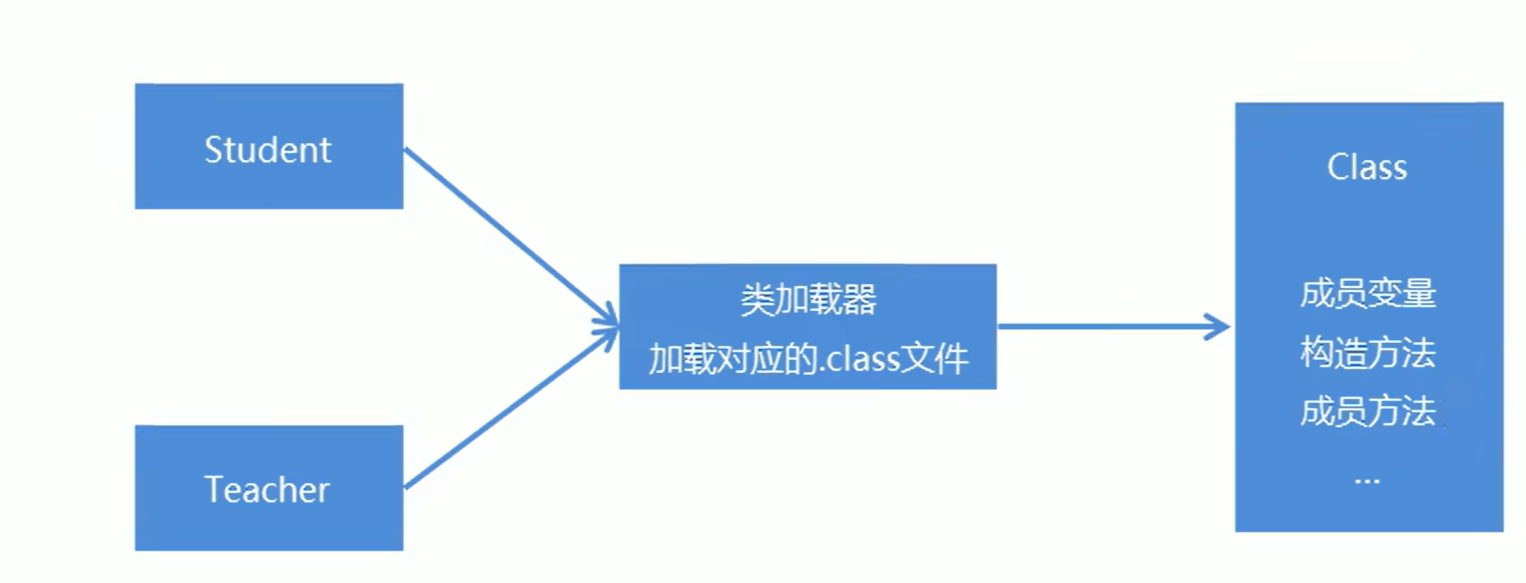 Student
Teacher
类加载器
加载对应的.class文件
Class
成员变量
构造方法
成员方法
...